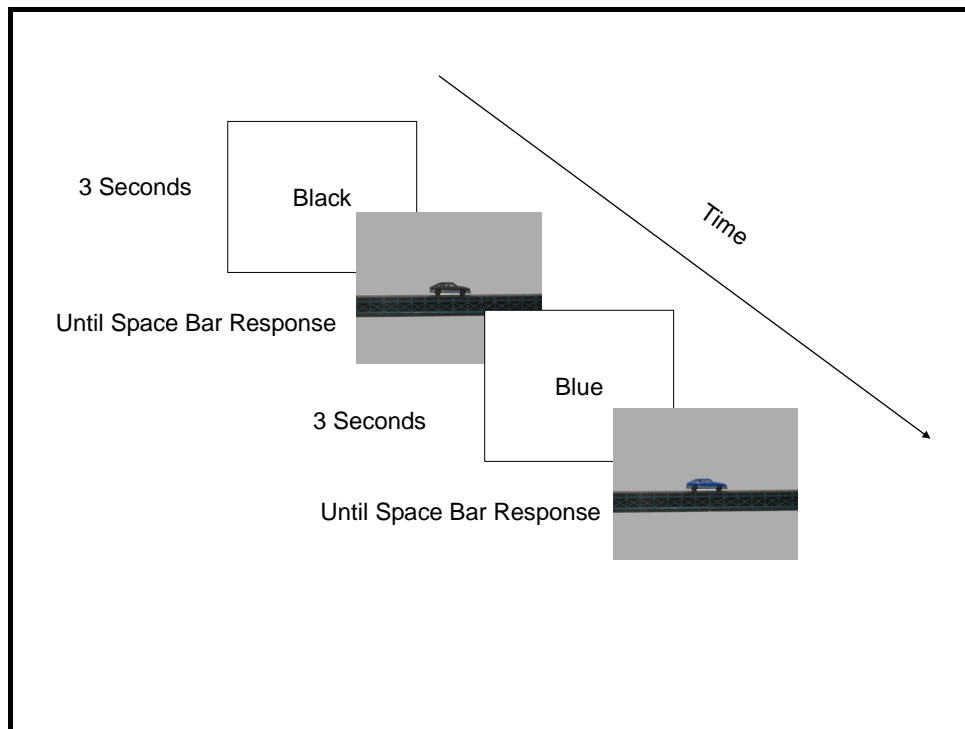 Black
3 Seconds
Time
Until Space Bar Response
Blue
3 Seconds
Until Space Bar Response